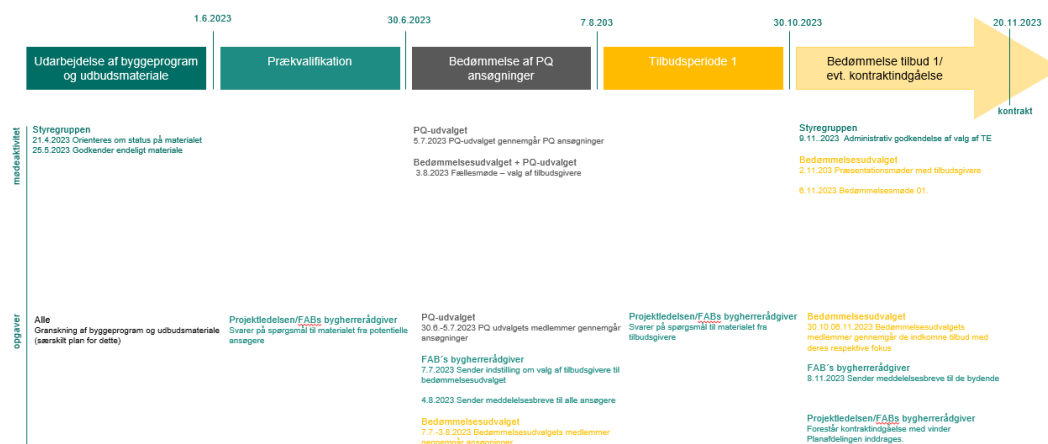 1.6.2023
30.6.2023
7.8.203
30.10.2023
20.11.2023
Udarbejdelse af byggeprogram
og udbudsmateriale
Prækvalifikation
Bedømmelse af PQ
ansøgninger
Tilbudsperiode 1
Bedømmelse tilbud 1/
evt. kontraktindgåelse
kontrakt
mødeaktivitet
Styregruppen
21.4.2023 Orienteres om status på materialet
25.5.2023 Godkender endeligt materiale
PQ-udvalget
5.7.2023 PQ-udvalget gennemgår PQ ansøgninger
Bedømmelsesudvalget + PQ-udvalget
3.8.2023 Fællesmøde – valg af tilbudsgivere
Styregruppen
9.11..2023 Administrativ godkendelse af valg af TE
Bedømmelsesudvalget
2.11.203 Præsentationsmøder med tilbudsgivere
6.11.2023 Bedømmelsesmøde 01.
opgaver
Alle
Granskning af byggeprogram og udbudsmateriale
(særskilt plan for dette)
Projektledelsen/FABs bygherrerådgiver
Svarer på spørgsmål til materialet fra potentielle
ansøgere
PQ-udvalget
30.6.-5.7.2023 PQ udvalgets medlemmer gennemgår
ansøgninger
FAB's bygherrerådgiver
7.7.2023 Sender indstilling om valg af tilbudsgivere til
bedømmelsesudvalget
4.8.2023 Sender meddelelsesbreve til alle ansøgere
Bedømmelsesudvalget
7.7.-3.8.2023 Bedømmelsesudvalgets medlemmer
gennemgår ansøgninger
Projektledelsen/FABs bygherrerådgiver
Svarer på spørgsmål til materialet fra
tilbudsgivere
Bedømmelsesudvalget
30.10.06.11.2023 Bedømmelsesudvalgets
medlemmer gennemgår de indkomne tilbud med
deres respektive fokus
FAB´s bygherrerådgiver
8.11.2023 Sender meddelelsesbreve til de bydende
Projektledelsen/FABs bygherrerådgiver
Forestår kontraktindgåelse med vinder
Planafdelingen inddrages.